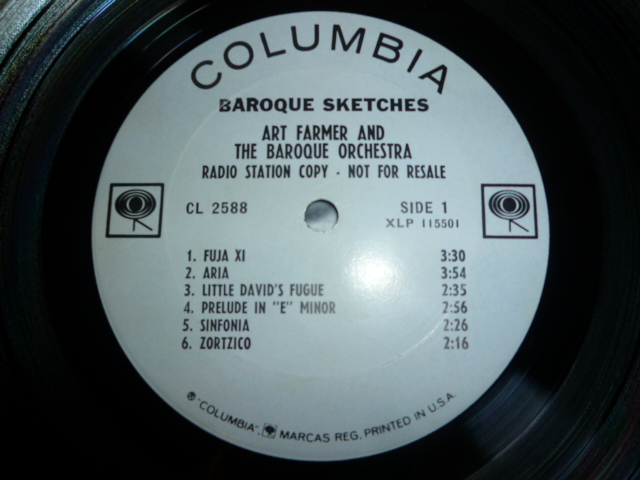 COLUMBIA
BAROQUE SKETCHES
ART FARMER AND
THE BAROQUE ORCHESTRA
RADIO STATION COPY - NOT FOR RESALE
CL 2588
SIDE 1
XLP 115501
1. FUJA XI 3:30
2. ARIA 3:54
3. LITTLE DAVID'S FUGUE 2:35
4. PRELUDE IN "E" MINOR 2:56
5. SINFONIA 2:26
6. ZORTZICO 2:16
® "COLUMBIA", MARCAS REG. PRINTED IN U.S.A.